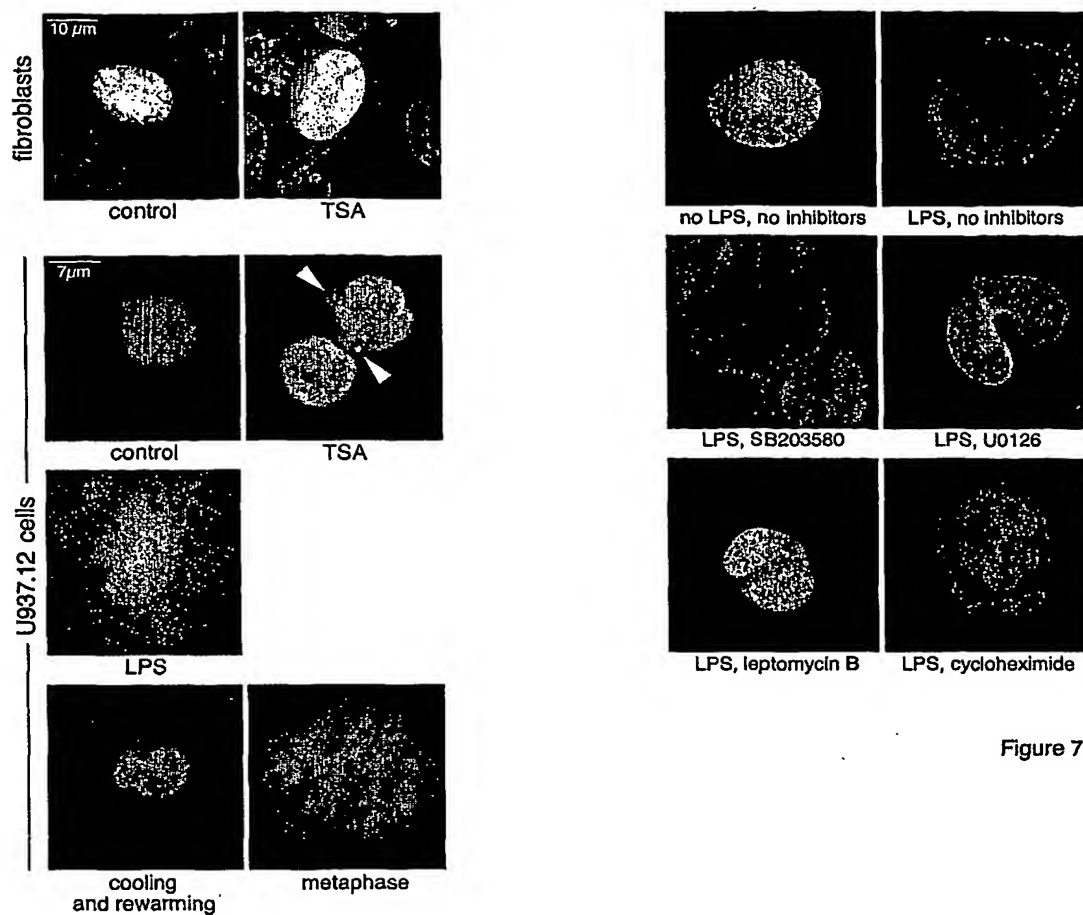 fibroblasts
10 µm
control
TSA
U937.12 cells
7µm
control
TSA
LPS
cooling
and rewarming
metaphase
no LPS, no inhibitors
LPS, no inhibitors
LPS, SB203580
LPS, U0126
LPS, leptomycin B
LPS, cycloheximide
Figure 7